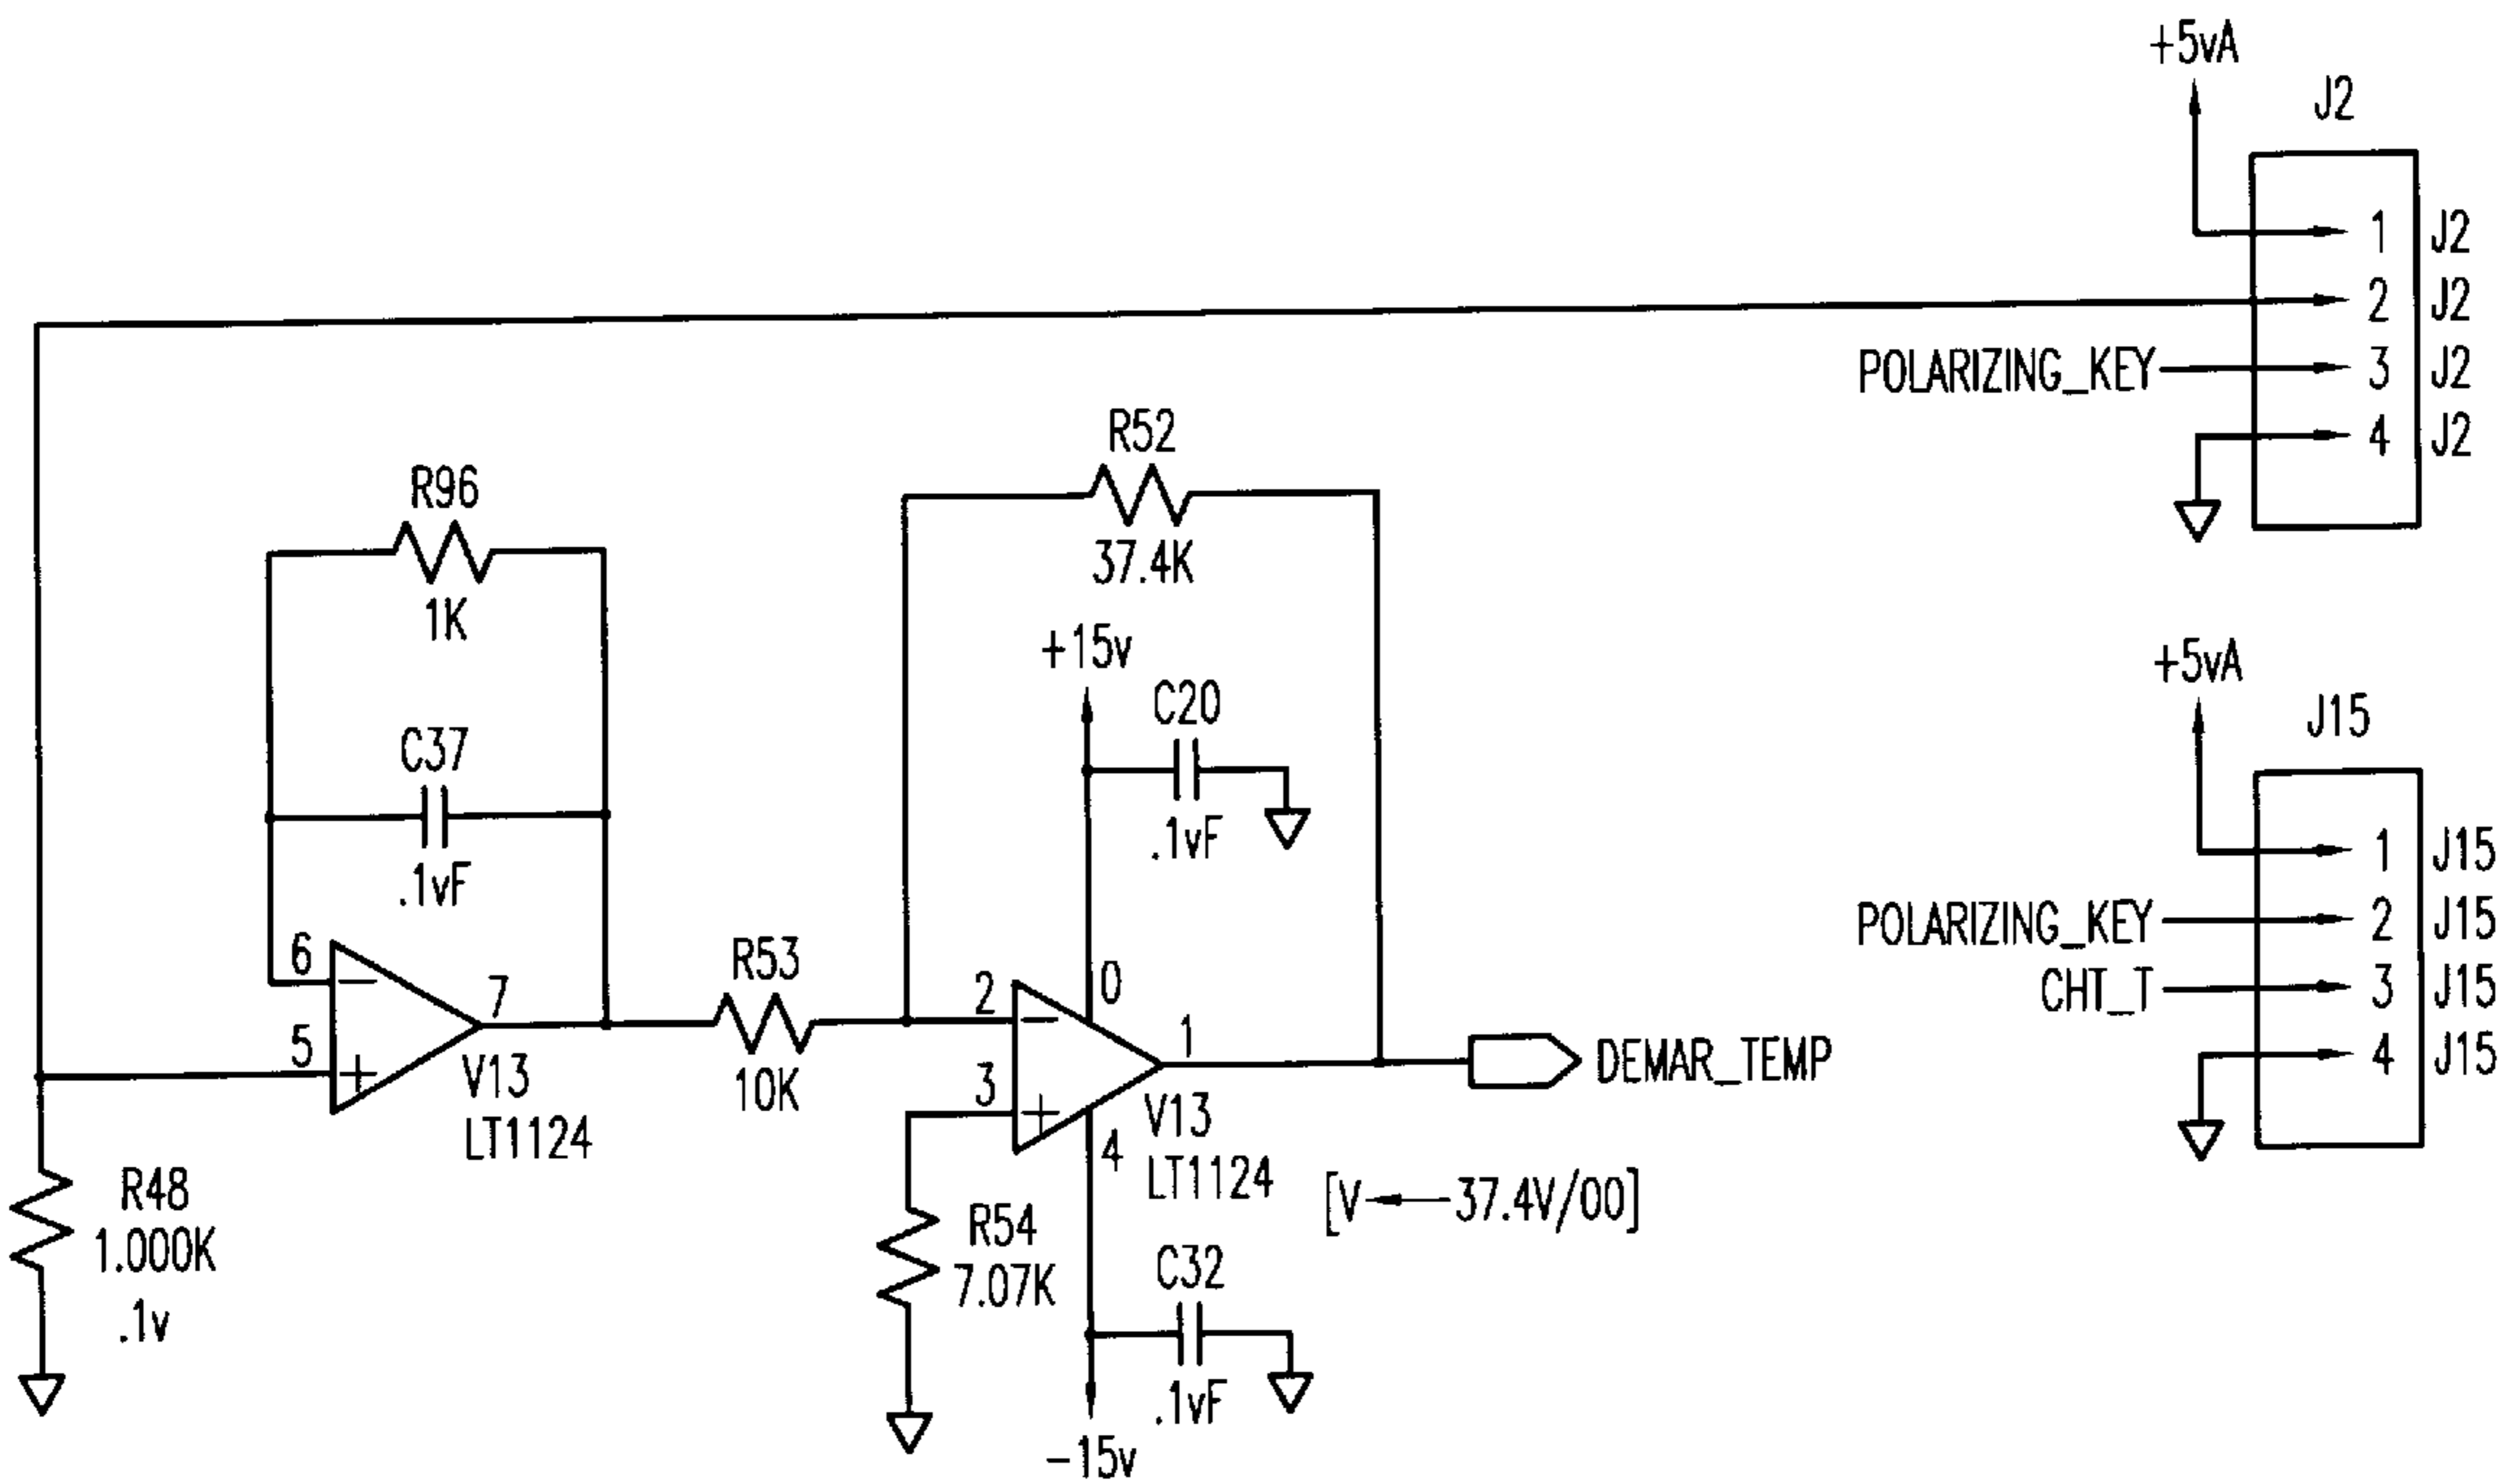 +5vA
J2
1 J2
2 J2
POLARIZING_KEY 3 J2
4 J2
R52
37.4K
R96
1K
+15v
C20
.1vF
C37
.1vF
+5vA
J15
1 J15
POLARIZING_KEY 2 J15
CHT_T 3 J15
4 J15
6
5
7
V13
LT1124
R53
10K
2
3
0
1
4
V13
LT1124
DEMAR_TEMP
[V 37.4V/00]
R48
1.000K
.1v
R54
7.07K
C32
.1vF
-15v